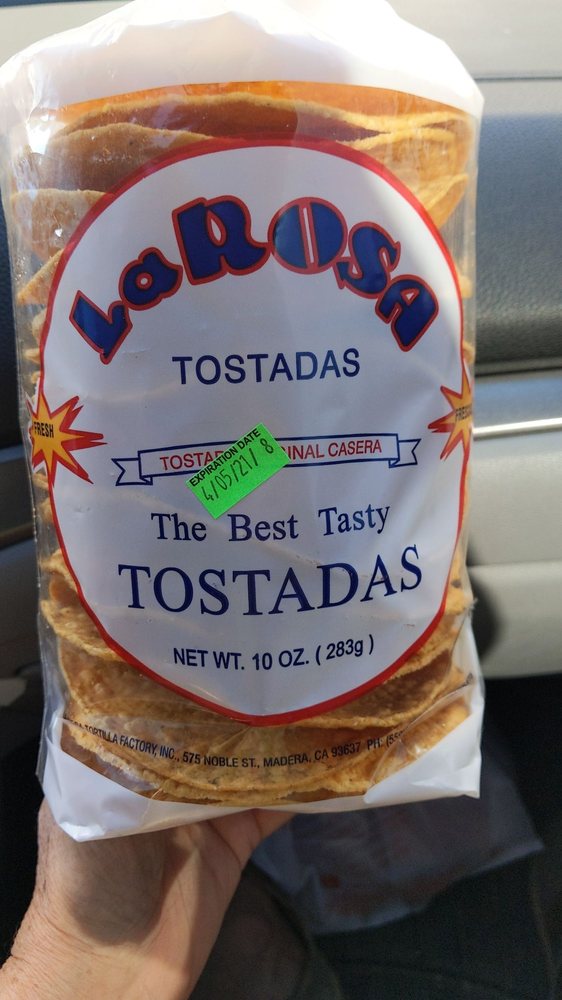 LaROSA
TOSTADAS
FRESH
FRESH
EXPIRATION DATE
4/05/21/8
INAL CASERA
The Best Tasty
TOSTADAS
NET WT. 10 OZ. (283g)
TORTILLA FACTORY, INC., 575 NOBLE ST., MADERA, CA 93637 PH: